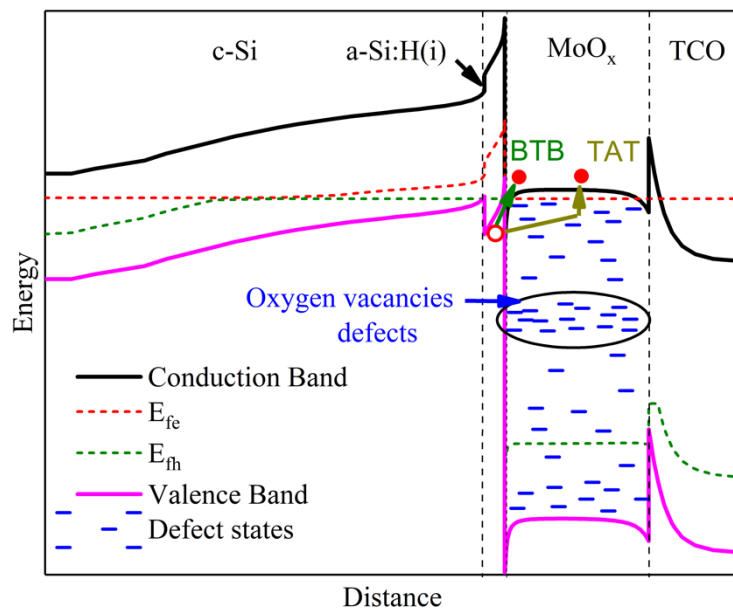 c-Si
a-Si:H(i)
MoOx
TCO
BTB
TAT
Oxygen vacancies
defects
Conduction Band
Efe
Efh
Valence Band
Defect states
Energy
Distance